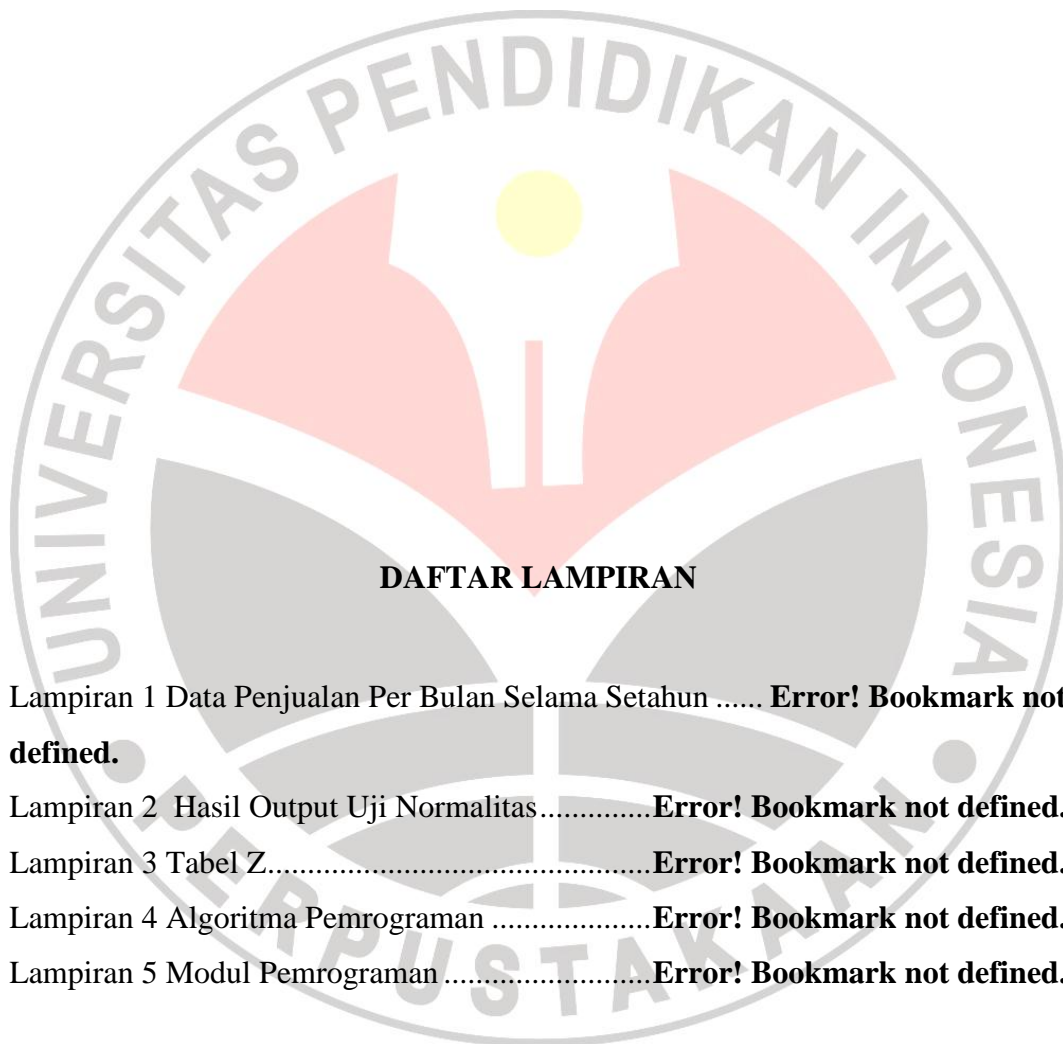 UNIVERSITAS PENDIDIKAN INDONESIA
PERPUSTAKAAN
DAFTAR LAMPIRAN
Lampiran 1 Data Penjualan Per Bulan Selama Setahun ...... Error! Bookmark not
defined.
Lampiran 2  Hasil Output Uji Normalitas..............Error! Bookmark not defined.
Lampiran 3 Tabel Z.............................................Error! Bookmark not defined.
Lampiran 4 Algoritma Pemrograman ...................Error! Bookmark not defined.
Lampiran 5 Modul Pemrograman .........................Error! Bookmark not defined.